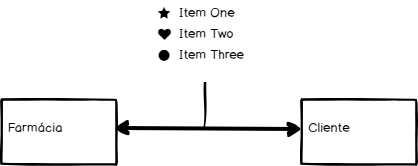 Item One
Item Two
Item Three
Farmácia
Cliente